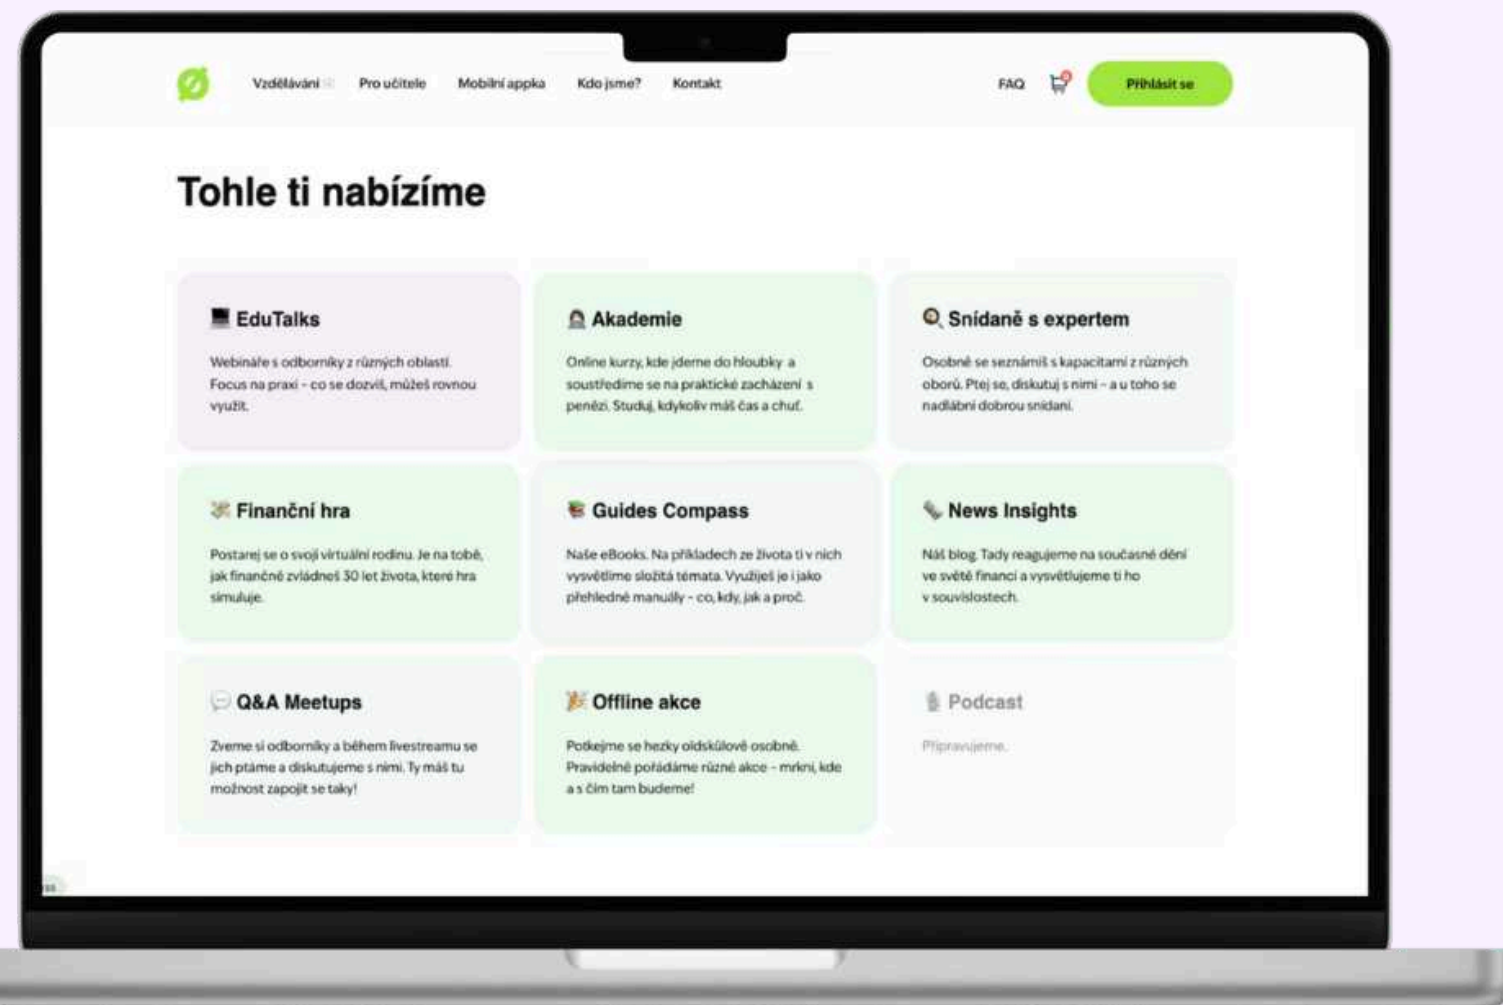 Vzdělávání
Pro učitele
Mobilní appka
Kdo jsme?
Kontakt
FAQ
Přihlásit se
Tohle ti nabízíme
EduTalks
Webináře s odborníky z různých oblastí.
Focus na praxi - co se dozvíš, můžeš rovnou
využít.
Akademie
Online kurzy, kde jdeme do hloubky a
soustředíme se na praktické zacházení s
penězi. Studuj, kdykoliv máš čas a chuť.
Snídaně s expertem
Osobně se seznámíš s kapacitami z různých
oborů. Ptej se, diskutuj s nimi – a u toho se
nadlábni dobrou snídaní.
Finanční hra
Postarej se o svoji virtuální rodinu. Je na tobě,
jak finančně zvládneš 30 let života, které hra
simuluje.
Guides Compass
Naše eBooks. Na příkladech ze života ti v nich
vysvětlíme složitá témata. Využiješ je i jako
přehledné manuály - co, kdy, jak a proč.
News Insights
Náš blog. Tady reagujeme na současné dění
ve světě financí a vysvětlujeme ti ho
v souvislostech.
Q&A Meetups
Zveme si odborníky a během livestreamu se
jich ptáme a diskutujeme s nimi. Ty máš tu
možnost zapojit se taky!
Offline akce
Potkejme se hezky oldskůlově osobně.
Pravidelně pořádáme různé akce - mrkni, kde
a s čím tam budeme!
Podcast
Připravujeme.